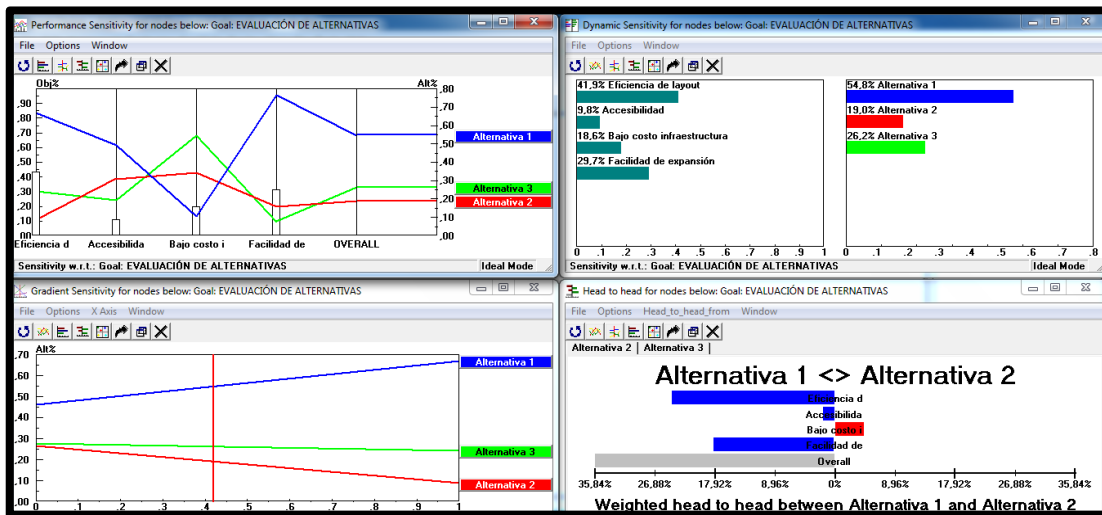 Performance Sensitivity for nodes below: Goal: EVALUACIÓN DE ALTERNATIVAS
File Options Window
Obj% Alt%
,90
,80
,70
,60
,50
,40
,30
,20
,10
,00
,80
,70
,60
,50
,40
,30
,20
,10
,00
Alternativa 1
Alternativa 3
Alternativa 2
Eficiencia d Accesibilida Bajo costo i Facilidad de OVERALL
Sensitivity w.r.t.: Goal: EVALUACIÓN DE ALTERNATIVAS Ideal Mode
Dynamic Sensitivity for nodes below: Goal: EVALUACIÓN DE ALTERNATIVAS
File Options Window
41,9% Eficiencia de layout
9,8% Accesibilidad
18,6% Bajo costo infraestructura
29,7% Facilidad de expansión
0 .1 .2 .3 .4 .5 .6 .7 .8 .9 1
54,8% Alternativa 1
19,0% Alternativa 2
26,2% Alternativa 3
0 .1 .2 .3 .4 .5 .6 .7 .8
Sensitivity w.r.t.: Goal: EVALUACIÓN DE ALTERNATIVAS Ideal Mode
Gradient Sensitivity for nodes below: Goal: EVALUACIÓN DE ALTERNATIVAS
File Options X Axis Window
Alt%
,70
,60
,50
,40
,30
,20
,10
,00
Alternativa 1
Alternativa 3
Alternativa 2
0 .1 .2 .3 .4 .5 .6 .7 .8 .9 1
Head to head for nodes below: Goal: EVALUACIÓN DE ALTERNATIVAS
File Options Head_to_head_from Window
Alternativa 2 | Alternativa 3 |
Alternativa 1 <> Alternativa 2
Eficiencia d
Accesibilida
Bajo costo i
Facilidad de
Overall
35,84% 26,88% 17,92% 8,96% 0% 8,96% 17,92% 26,88% 35,84%
Weighted head to head between Alternativa 1 and Alternativa 2